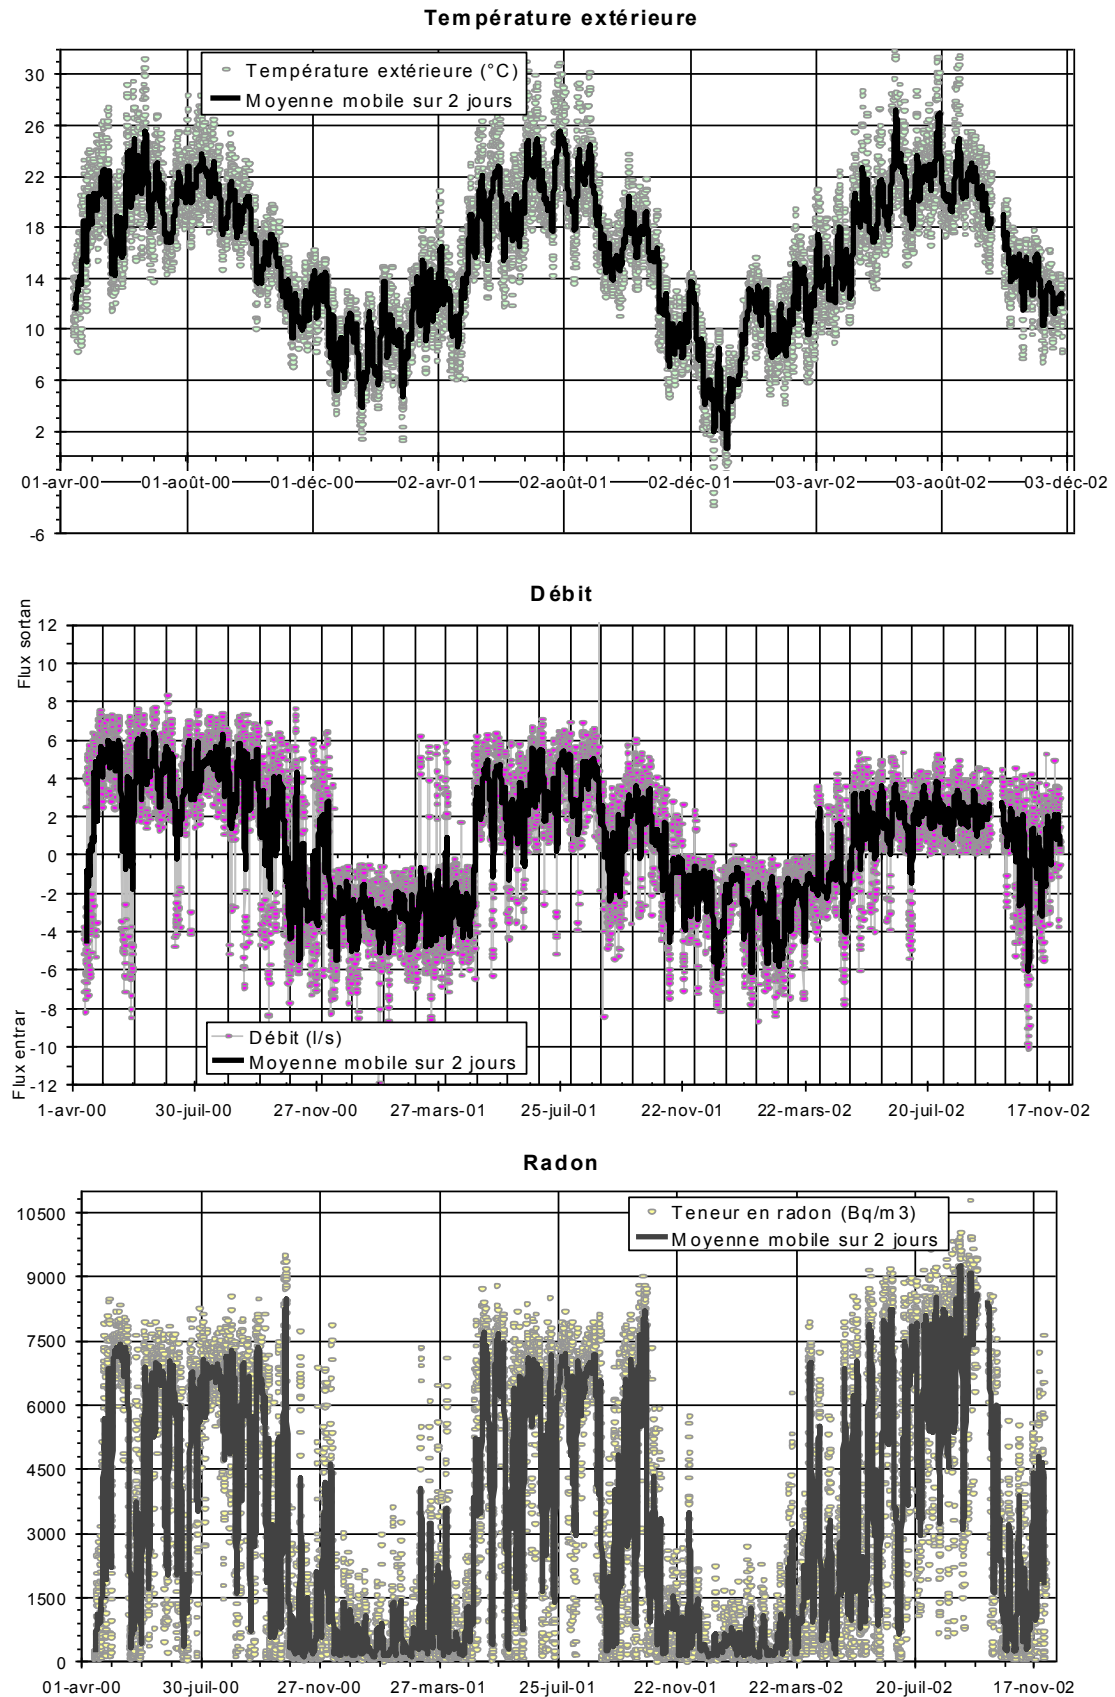 Température extérieure
30
26
22
18
14
10
6
2
-6
Température extérieure (°C)
Moyenne mobile sur 2 jours
01-avr-00 01-août-00 01-déc-00 02-avr-01 02-août-01 02-déc-01 03-avr-02 03-août-02 03-déc-02
Débit
Flux sortan
Flux entrar
12
10
8
6
4
2
0
-2
-4
-6
-8
-10
-12
Débit (l/s)
Moyenne mobile sur 2 jours
1-avr-00 30-juil-00 27-nov-00 27-mars-01 25-juil-01 22-nov-01 22-mars-02 20-juil-02 17-nov-02
Radon
10500
9000
7500
6000
4500
3000
1500
0
Teneur en radon (Bq/m3)
Moyenne mobile sur 2 jours
01-avr-00 30-juil-00 27-nov-00 27-mars-01 25-juil-01 22-nov-01 22-mars-02 20-juil-02 17-nov-02